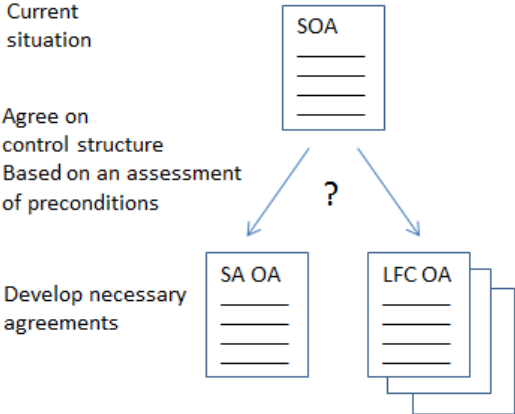 Current
situation
SOA
Agree on
control structure
Based on an assessment
of preconditions
?
SA OA
LFC OA
Develop necessary
agreements